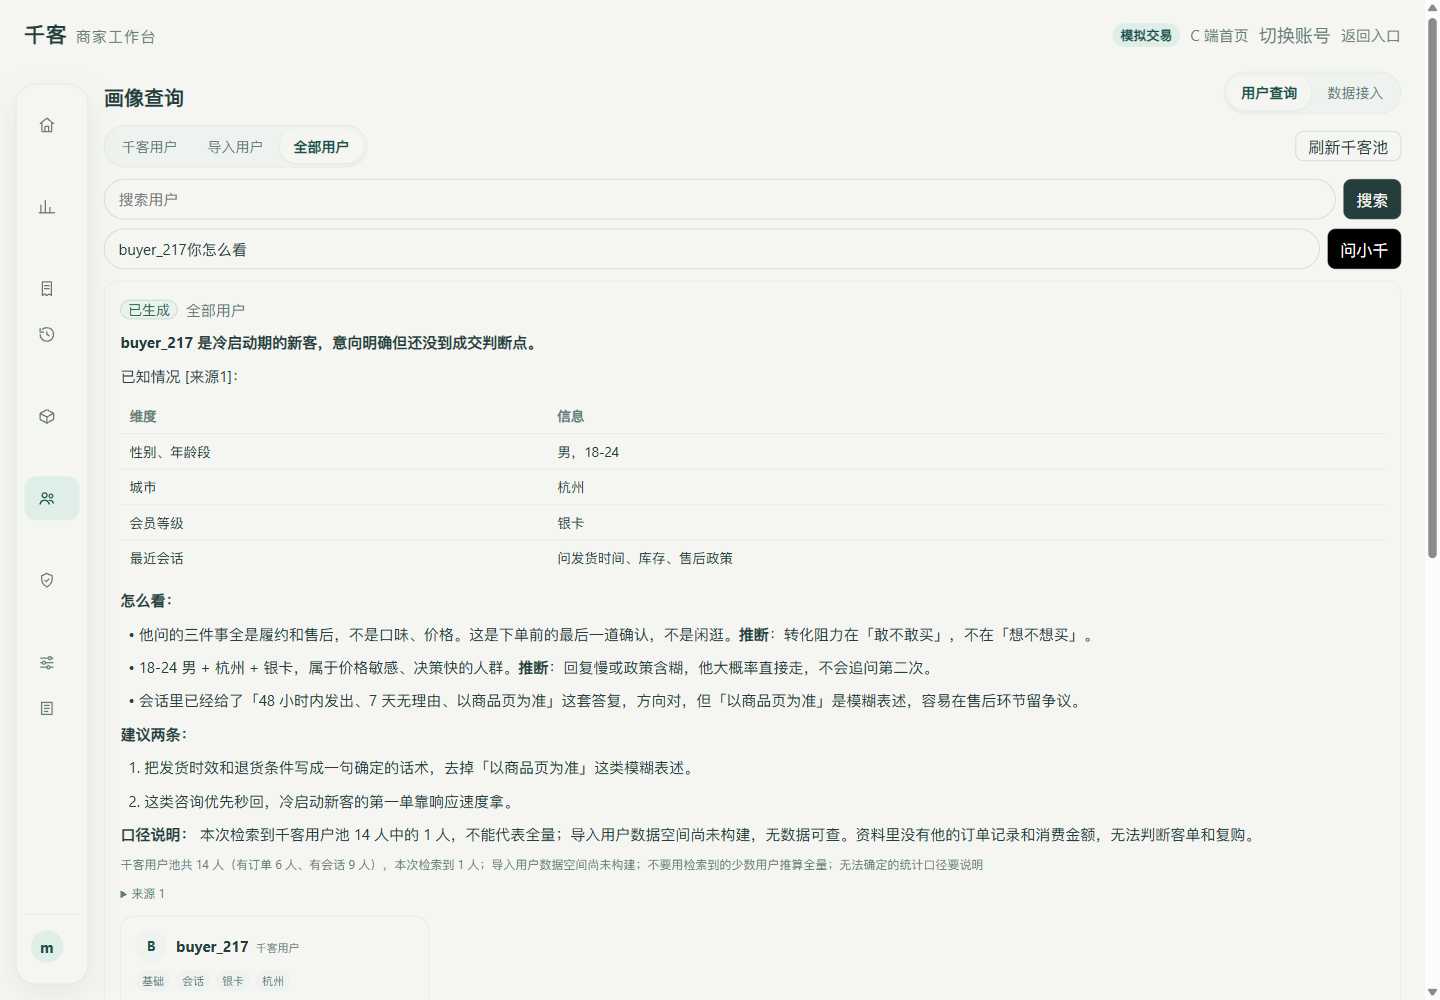 千客 商家工作台
模拟交易 C 端首页 切换账号 返回入口
画像查询
用户查询 数据接入
千客用户 导入用户 全部用户
刷新千客池
搜索用户
搜索
buyer_217你怎么看
问小千
已生成 全部用户
buyer_217 是冷启动期的新客，意向明确但还没到成交判断点。
已知情况 [来源1]：
维度 信息
性别、年龄段 男，18-24
城市 杭州
会员等级 银卡
最近会话 问发货时间、库存、售后政策
怎么看：
• 他问的三件事全是履约和售后，不是口味、价格。这是下单前的最后一道确认，不是闲逛。推断：转化阻力在「敢不敢买」，不在「想不想买」。
• 18-24 男 + 杭州 + 银卡，属于价格敏感、决策快的人群。推断：回复慢或政策含糊，他大概率直接走，不会追问第二次。
• 会话里已经给了「48 小时内发出、7 天无理由、以商品页为准」这套答复，方向对，但「以商品页为准」是模糊表述，容易在售后环节留争议。
建议两条：
1. 把发货时效和退货条件写成一句确定的话术，去掉「以商品页为准」这类模糊表述。
2. 这类咨询优先秒回，冷启动新客的第一单靠响应速度拿。
口径说明： 本次检索到千客用户池 14 人中的 1 人，不能代表全量；导入用户数据空间尚未构建，无数据可查。资料里没有他的订单记录和消费金额，无法判断客单和复购。
千客用户池共 14 人（有订单 6 人、有会话 9 人），本次检索到 1 人；导入用户数据空间尚未构建；不要用检索到的少数用户推算全量；无法确定的统计口径要说明
▶ 来源 1
B buyer_217 千客用户
基础 会话 银卡 杭州
m